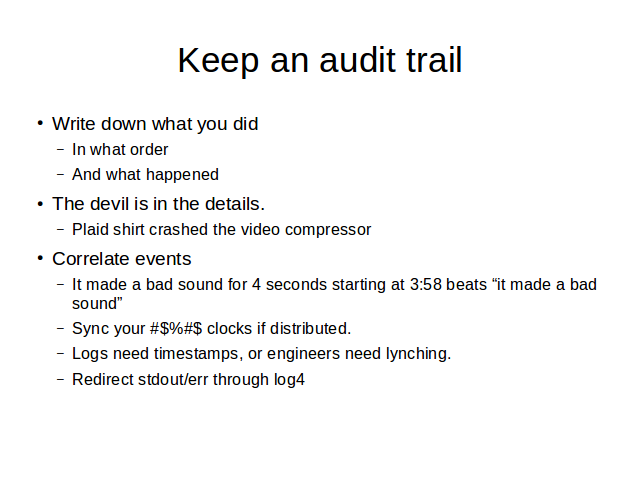 Keep an audit trail
• Write down what you did
– In what order
– And what happened
• The devil is in the details.
– Plaid shirt crashed the video compressor
• Correlate events
– It made a bad sound for 4 seconds starting at 3:58 beats “it made a bad
sound”
– Sync your #$%#$ clocks if distributed.
– Logs need timestamps, or engineers need lynching.
– Redirect stdout/err through log4